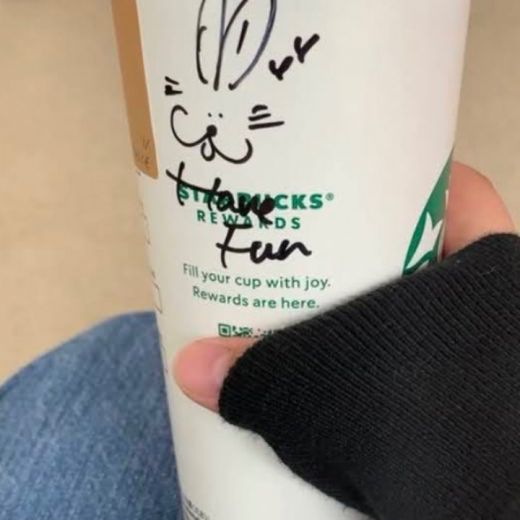 Have
STARBUCKS®
REWARDS
Fun
Fill your cup with joy.
Rewards are here.